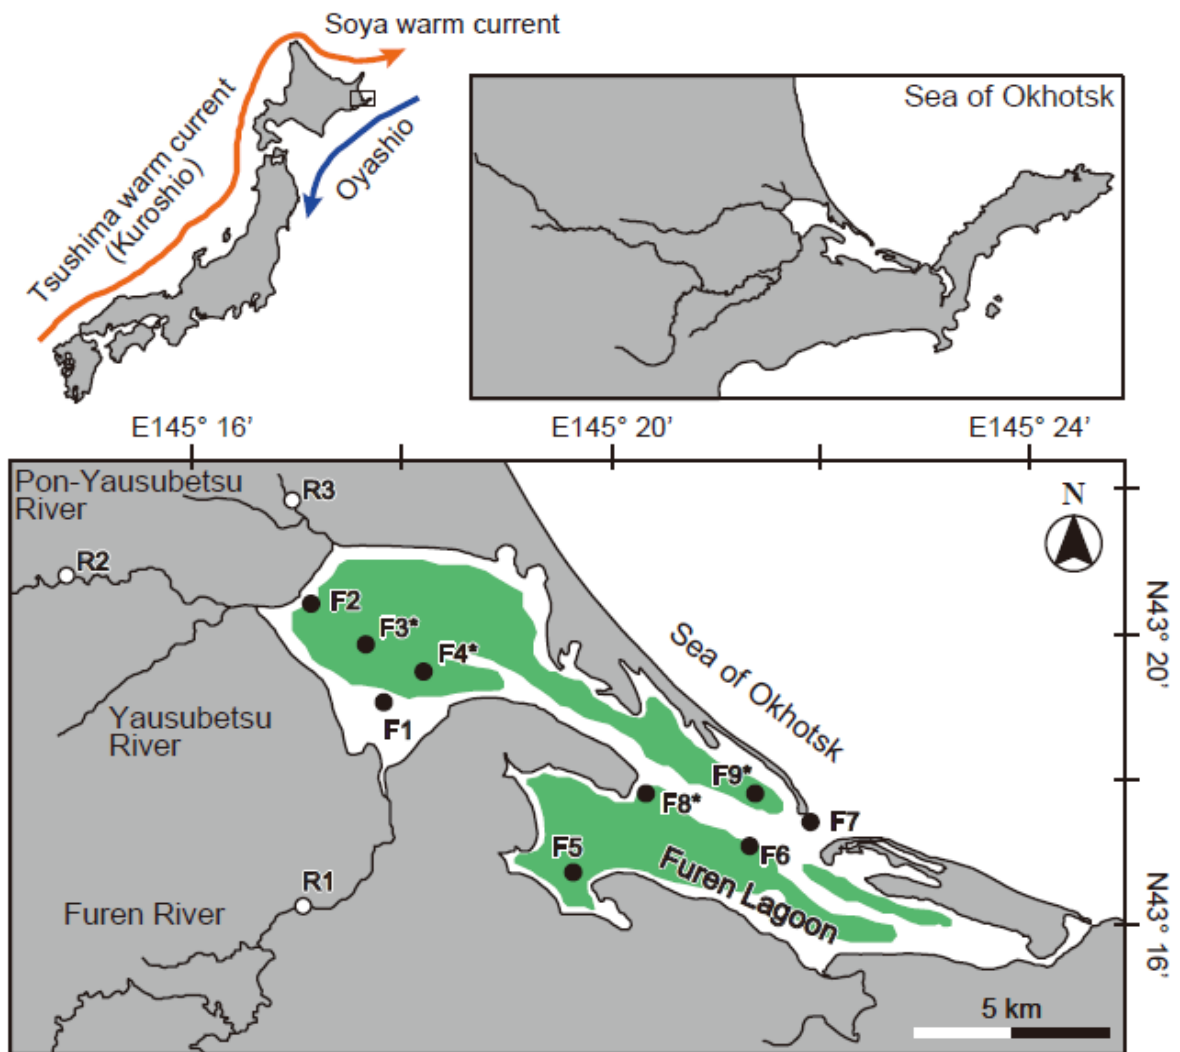 Soya warm current
Tsushima warm current
(Kuroshio)
Oyashio
Sea of Okhotsk
E145° 16’
E145° 20’
E145° 24’
Pon-Yausubetsu
River
R3
N
R2
F2
F3*
F4*
Sea of Okhotsk
N43° 20’
Yausubetsu
River
F1
F9*
F8*
F7
F5
F6
Furen Lagoon
R1
Furen River
N43° 16’
5 km